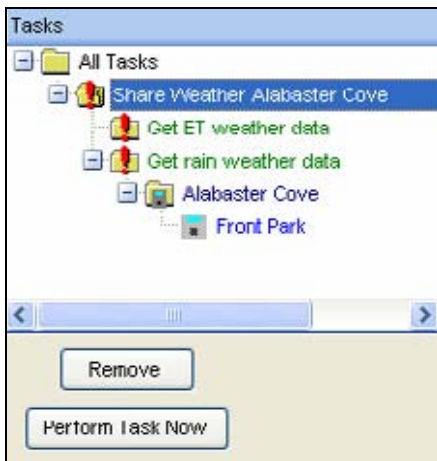 Tasks
All Tasks
Share Weather Alabaster Cove
Get ET weather data
Get rain weather data
Alabaster Cove
Front Park
Remove
Perform Task Now